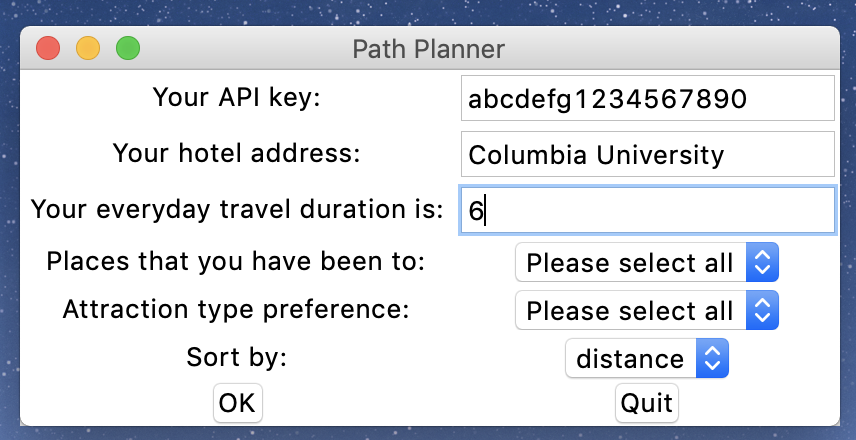 Path Planner
Your API key: abcdefg1234567890
Your hotel address: Columbia University
Your everyday travel duration is: 6
Places that you have been to: Please select all
Attraction type preference: Please select all
Sort by: distance
OK Quit